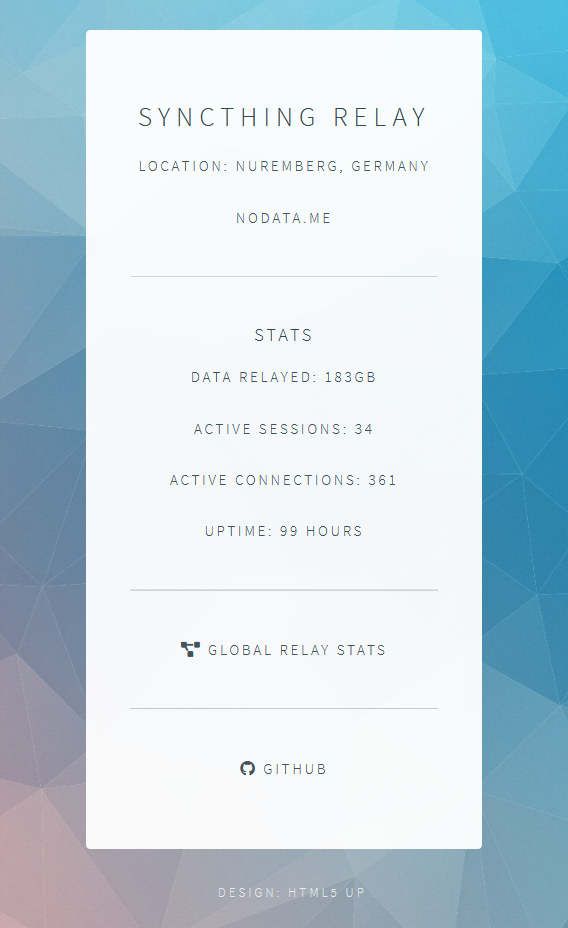 SYNCTHING RELAY
LOCATION: NUREMBERG, GERMANY
NODATA.ME
STATS
DATA RELAYED: 183GB
ACTIVE SESSIONS: 34
ACTIVE CONNECTIONS: 361
UPTIME: 99 HOURS
GLOBAL RELAY STATS
GITHUB
DESIGN: HTML5 UP